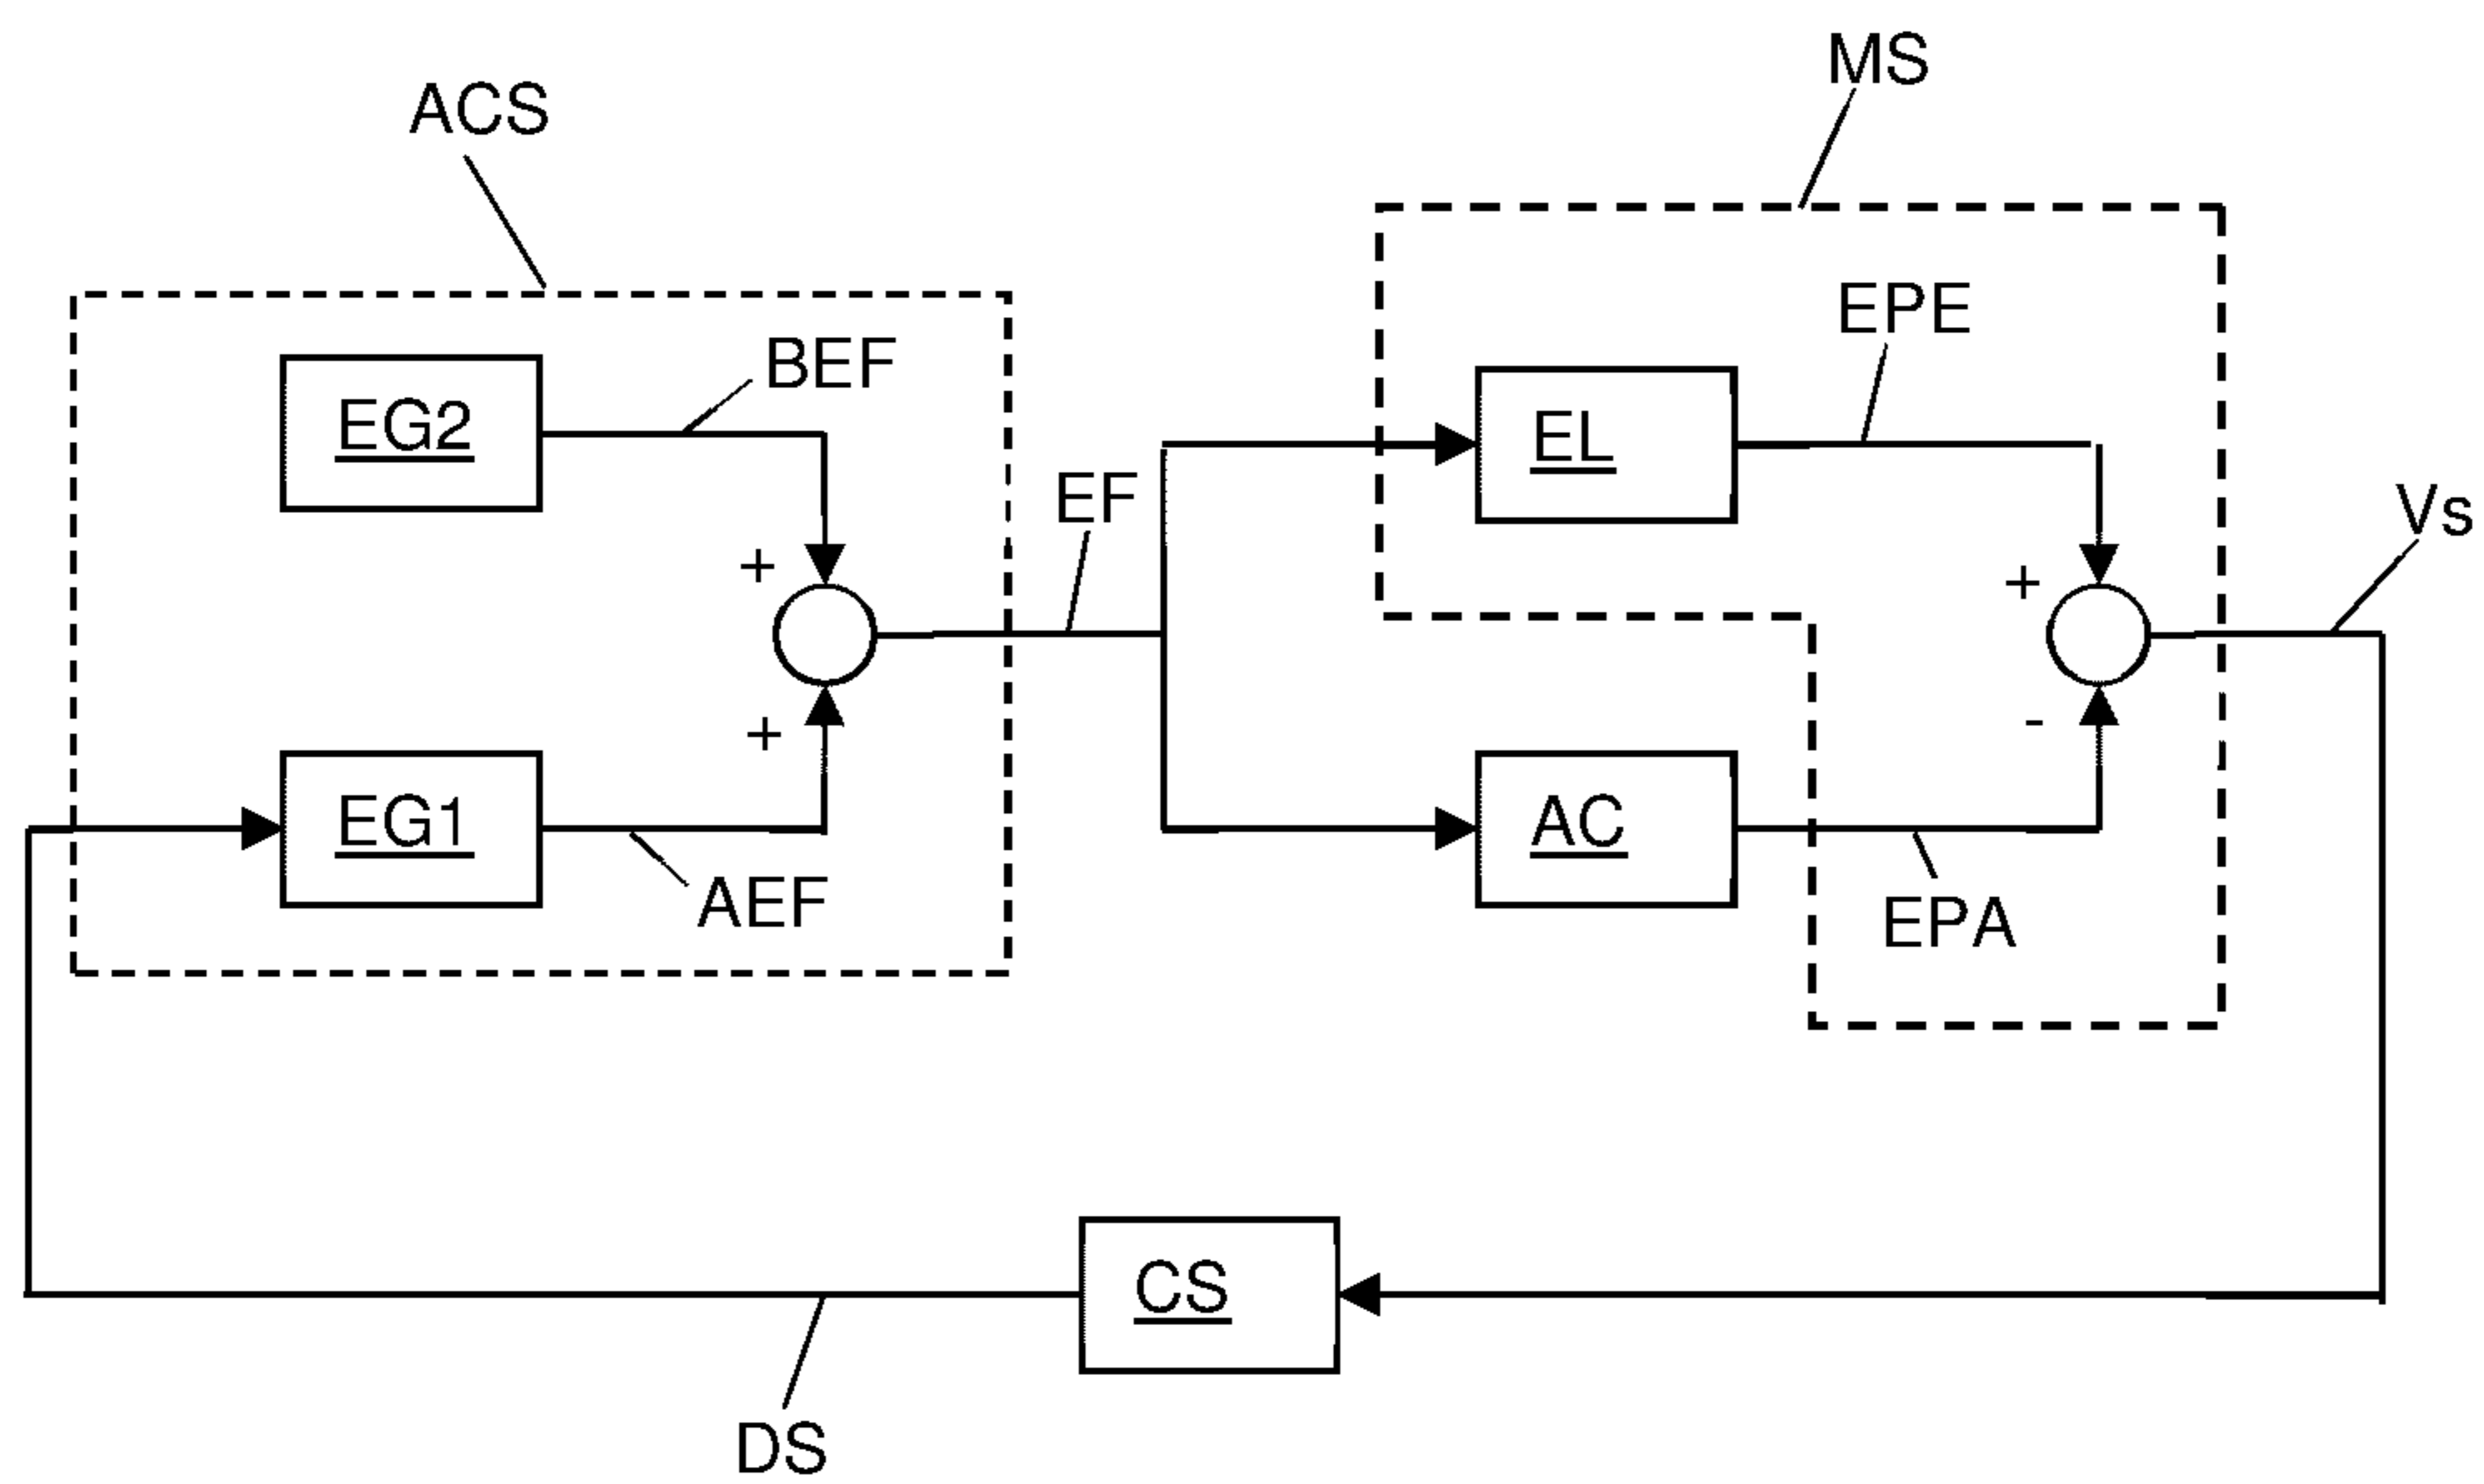 MS
ACS
EPE
BEF
EG2
EL
EF
Vs
+
+
+
-
EG1
AC
AEF
EPA
CS
DS